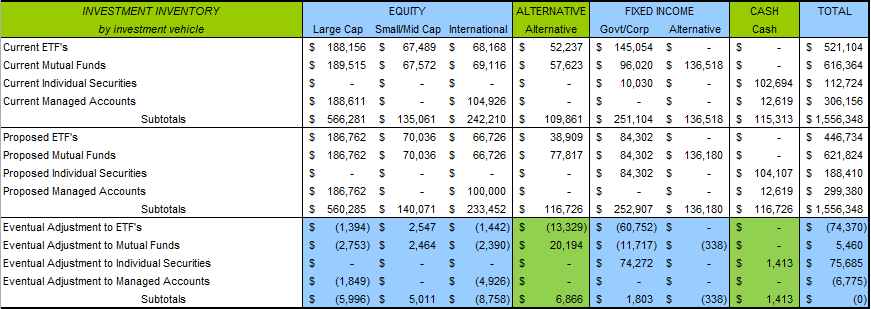 INVESTMENT INVENTORY EQUITY ALTERNATIVE FIXED INCOME CASH TOTAL
by investment vehicle Large Cap Small/Mid Cap International Alternative Govt/Corp Alternative Cash
Current ETF's $ 188,156 $ 67,489 $ 68,168 $ 52,237 $ 145,054 $ - $ - $ 521,104
Current Mutual Funds $ 189,515 $ 67,572 $ 69,116 $ 57,623 $ 96,020 $ 136,518 $ - $ 616,364
Current Individual Securities $ - $ - $ - $ - $ 10,030 $ - $ 102,694 $ 112,724
Current Managed Accounts $ 188,611 $ - $ 104,926 $ - $ - $ - $ 12,619 $ 306,156
Subtotals $ 566,281 $ 135,061 $ 242,210 $ 109,861 $ 251,104 $ 136,518 $ 115,313 $ 1,556,348
Proposed ETF's $ 186,762 $ 70,036 $ 66,726 $ 38,909 $ 84,302 $ - $ - $ 446,734
Proposed Mutual Funds $ 186,762 $ 70,036 $ 66,726 $ 77,817 $ 84,302 $ 136,180 $ - $ 621,824
Proposed Individual Securities $ - $ - $ - $ - $ 84,302 $ - $ 104,107 $ 188,410
Proposed Managed Accounts $ 186,762 $ - $ 100,000 $ - $ - $ - $ 12,619 $ 299,380
Subtotals $ 560,285 $ 140,071 $ 233,452 $ 116,726 $ 252,907 $ 136,180 $ 116,726 $ 1,556,348
Eventual Adjustment to ETF's $ (1,394) $ 2,547 $ (1,442) $ (13,329) $ (60,752) $ - $ - $ (74,370)
Eventual Adjustment to Mutual Funds $ (2,753) $ 2,464 $ (2,390) $ 20,194 $ (11,717) $ (338) $ - $ 5,460
Eventual Adjustment to Individual Securities $ - $ - $ - $ - $ 74,272 $ - $ 1,413 $ 75,685
Eventual Adjustment to Managed Accounts $ (1,849) $ - $ (4,926) $ - $ - $ - $ - $ (6,775)
Subtotals $ (5,996) $ 5,011 $ (8,758) $ 6,866 $ 1,803 $ (338) $ 1,413 $ (0)